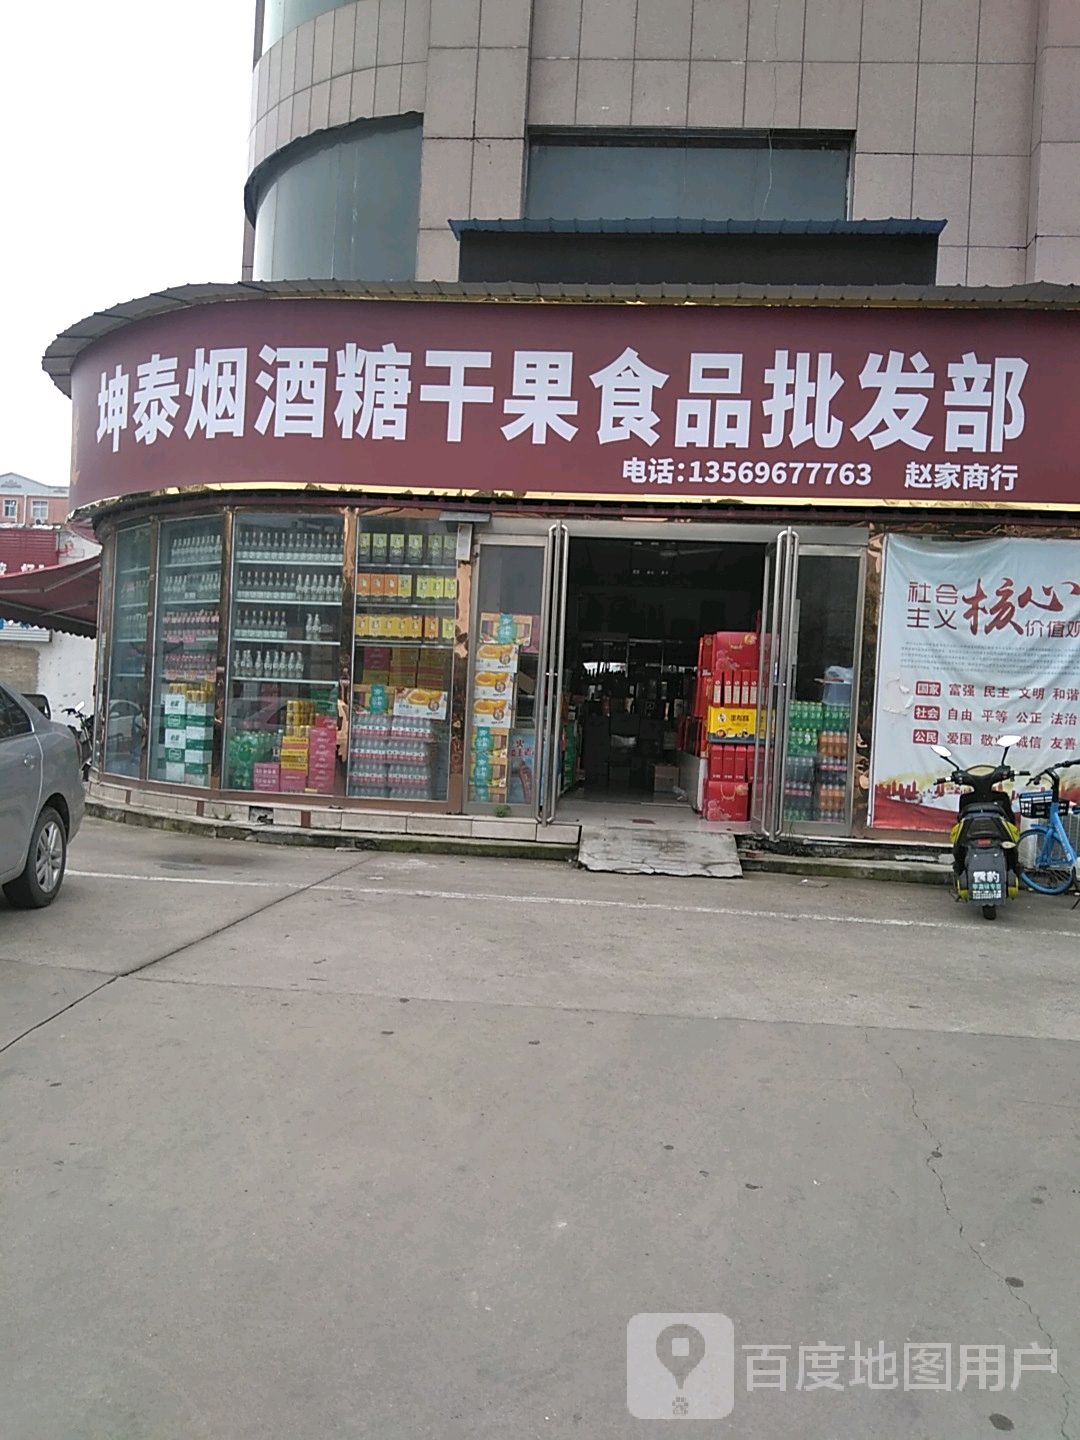 坤泰烟酒糖干果食品批发部
电话:13569677763 赵家商行
社会
主义
核心
价值观
国家 富强 民主 文明 和谐
社会 自由 平等 公正 法治
公民 爱国 敬业 诚信 友善
百度地图用户